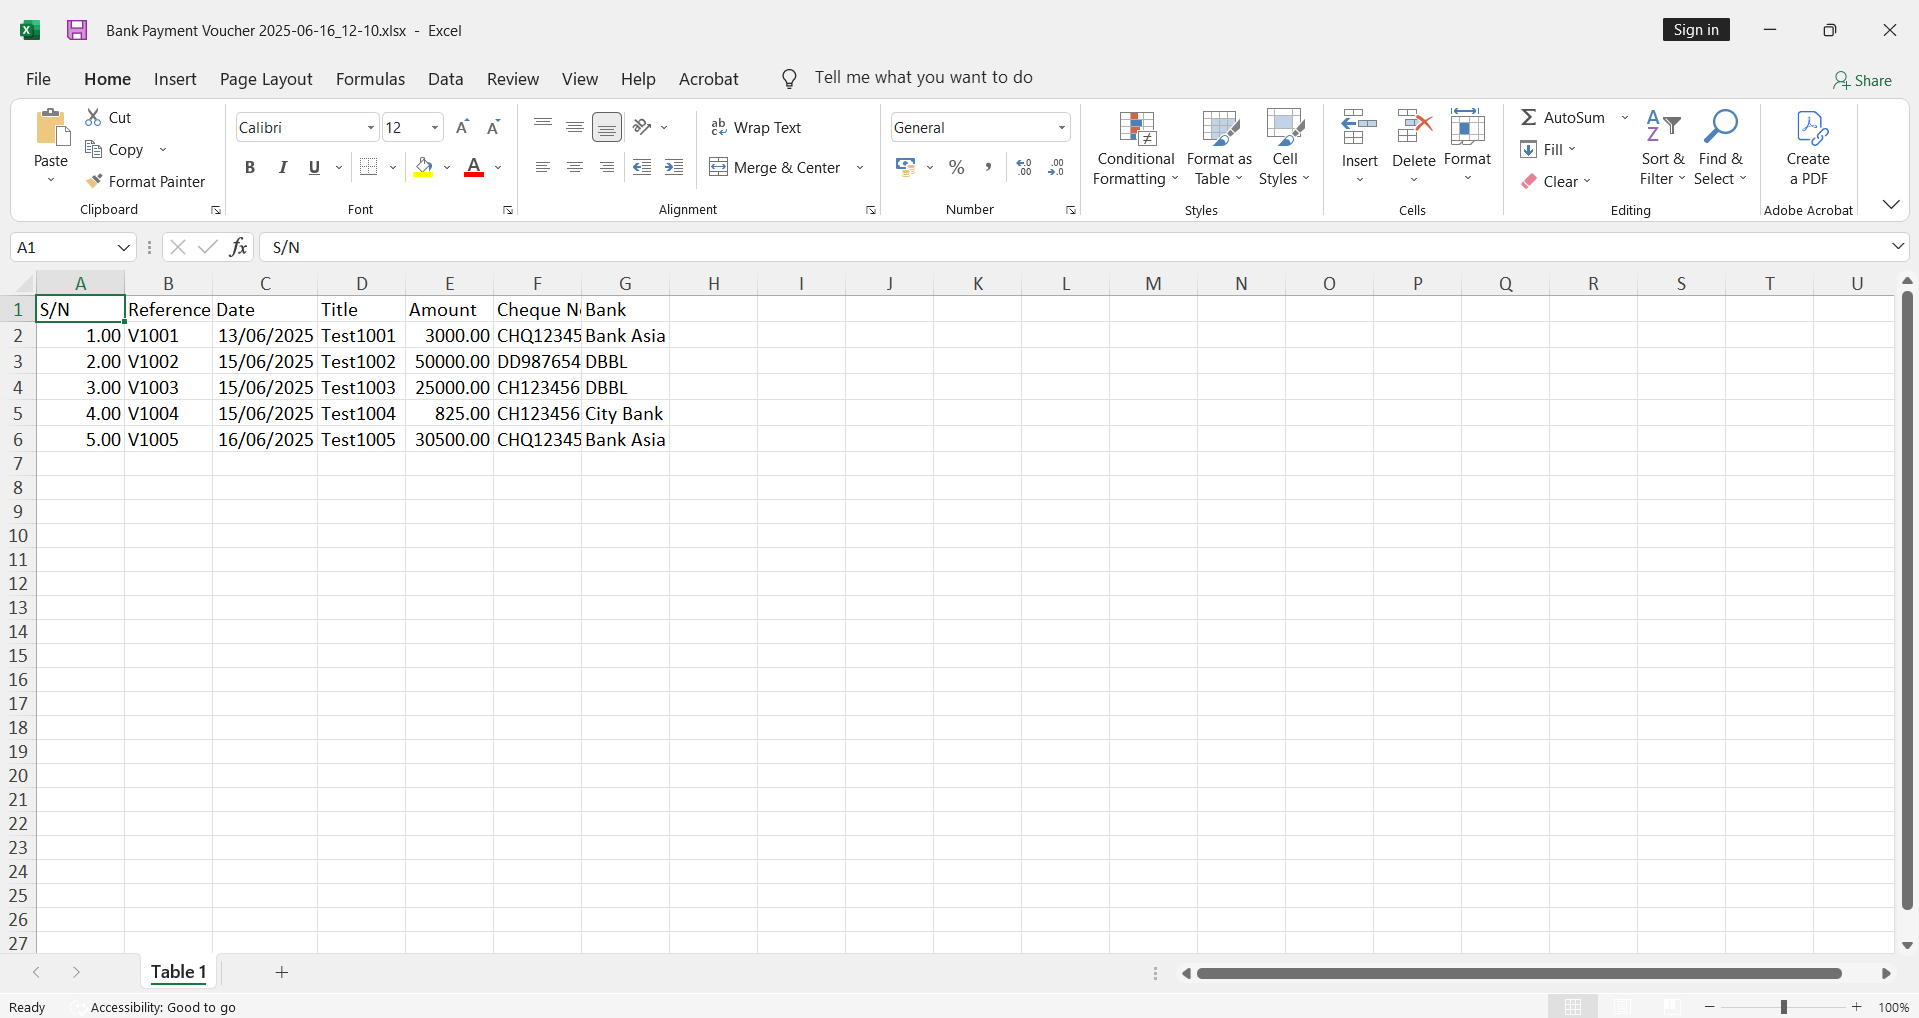 Bank Payment Voucher 2025-06-16_12-10.xlsx - Excel
Sign in
File Home Insert Page Layout Formulas Data Review View Help Acrobat Tell me what you want to do
Share
Paste
Cut
Copy
Format Painter
Clipboard
Calibri 12
B I U
Font
Wrap Text
Merge & Center
Alignment
General
Number
Conditional Formatting
Format as Table
Cell Styles
Styles
Insert Delete Format
Cells
AutoSum
Fill
Clear
Sort & Filter
Find & Select
Editing
Create a PDF
Adobe Acrobat
A1 fx S/N
A B C D E F G H I J K L M N O P Q R S T U
1 S/N Reference Date Title Amount Cheque Bank
2 1.00 V1001 13/06/2025 Test1001 3000.00 CHQ12345 Bank Asia
3 2.00 V1002 15/06/2025 Test1002 50000.00 DD987654 DBBL
4 3.00 V1003 15/06/2025 Test1003 25000.00 CH123456 DBBL
5 4.00 V1004 15/06/2025 Test1004 825.00 CH123456 City Bank
6 5.00 V1005 16/06/2025 Test1005 30500.00 CHQ12345 Bank Asia
7
8
9
10
11
12
13
14
15
16
17
18
19
20
21
22
23
24
25
26
27
Table 1
Ready Accessibility: Good to go
100%